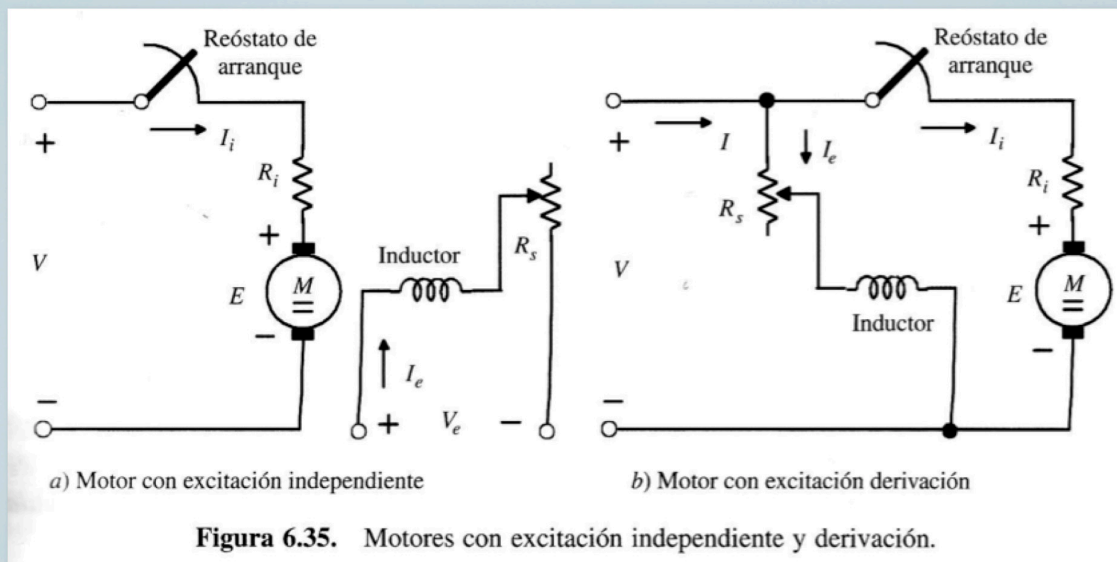 Reóstato de
arranque
+
I_i
R_i
+
V
E
M
−
Inductor
R_s
I_e
−
+
V_e
−
a) Motor con excitación independiente
Reóstato de
arranque
+
I
I_e
I_i
R_s
R_i
+
V
E
M
−
Inductor
−
b) Motor con excitación derivación
Figura 6.35. Motores con excitación independiente y derivación.